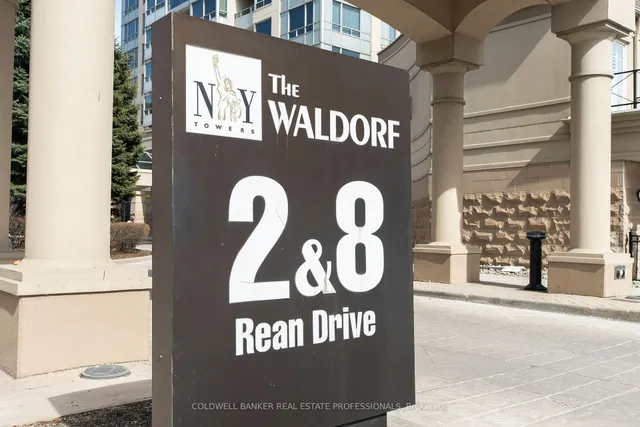 NY
TOWERS
The
WALDORF
2&8
Rean Drive
COLDWELL BANKER REAL ESTATE PROFESSIONALS,